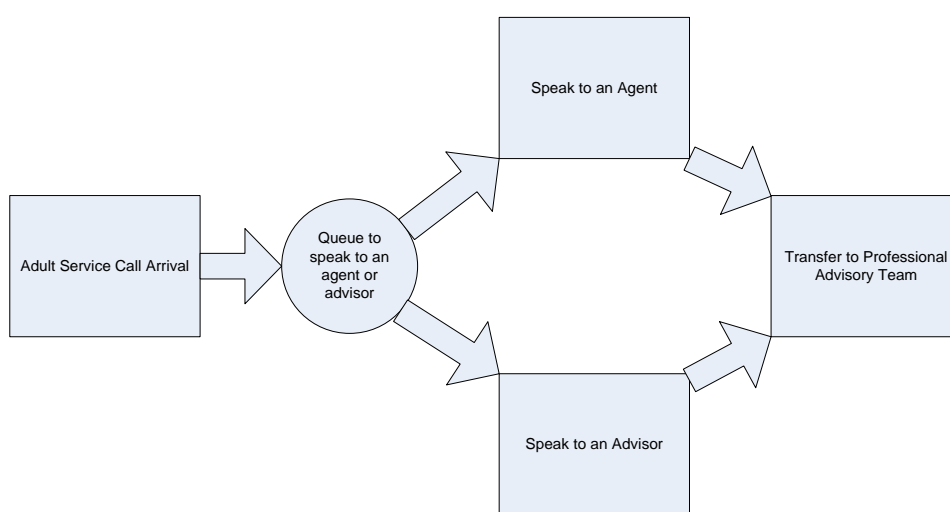 Speak to an Agent
Adult Service Call Arrival
Queue to
speak to an
agent or
advisor
Transfer to Professional
Advisory Team
Speak to an Advisor